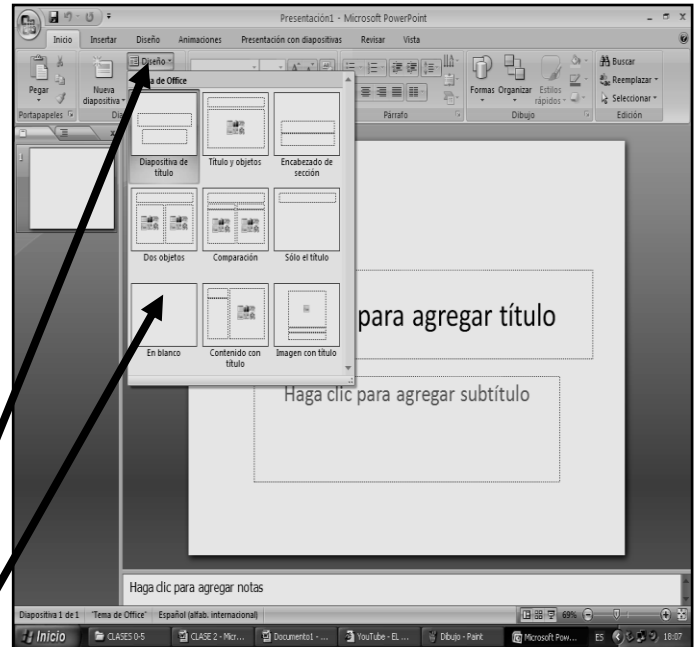 Presentación1 - Microsoft PowerPoint
Inicio Insertar Diseño Animaciones Presentación con diapositivas Revisar Vista
Pegar
Nueva diapositiva
Diseño
Formas Organizar Estilos rápidos
Buscar
Reemplazar
Seleccionar
Portapapeles
Párrafo
Dibujo
Edición
de Office
Diapositiva de título
Título y objetos
Encabezado de sección
Dos objetos
Comparación
Sólo el título
En blanco
Contenido con título
Imagen con título
1
para agregar título
Haga clic para agregar subtítulo
Haga clic para agregar notas
Diapositiva 1 de 1 "Tema de Office" Español (alfab. internacional) 69%
Inicio CLASES 0-5 CLASE 2 - Micr... Documento1 - ... YouTube - EL ... Dibujo - Paint Microsoft Pow... ES 18:07